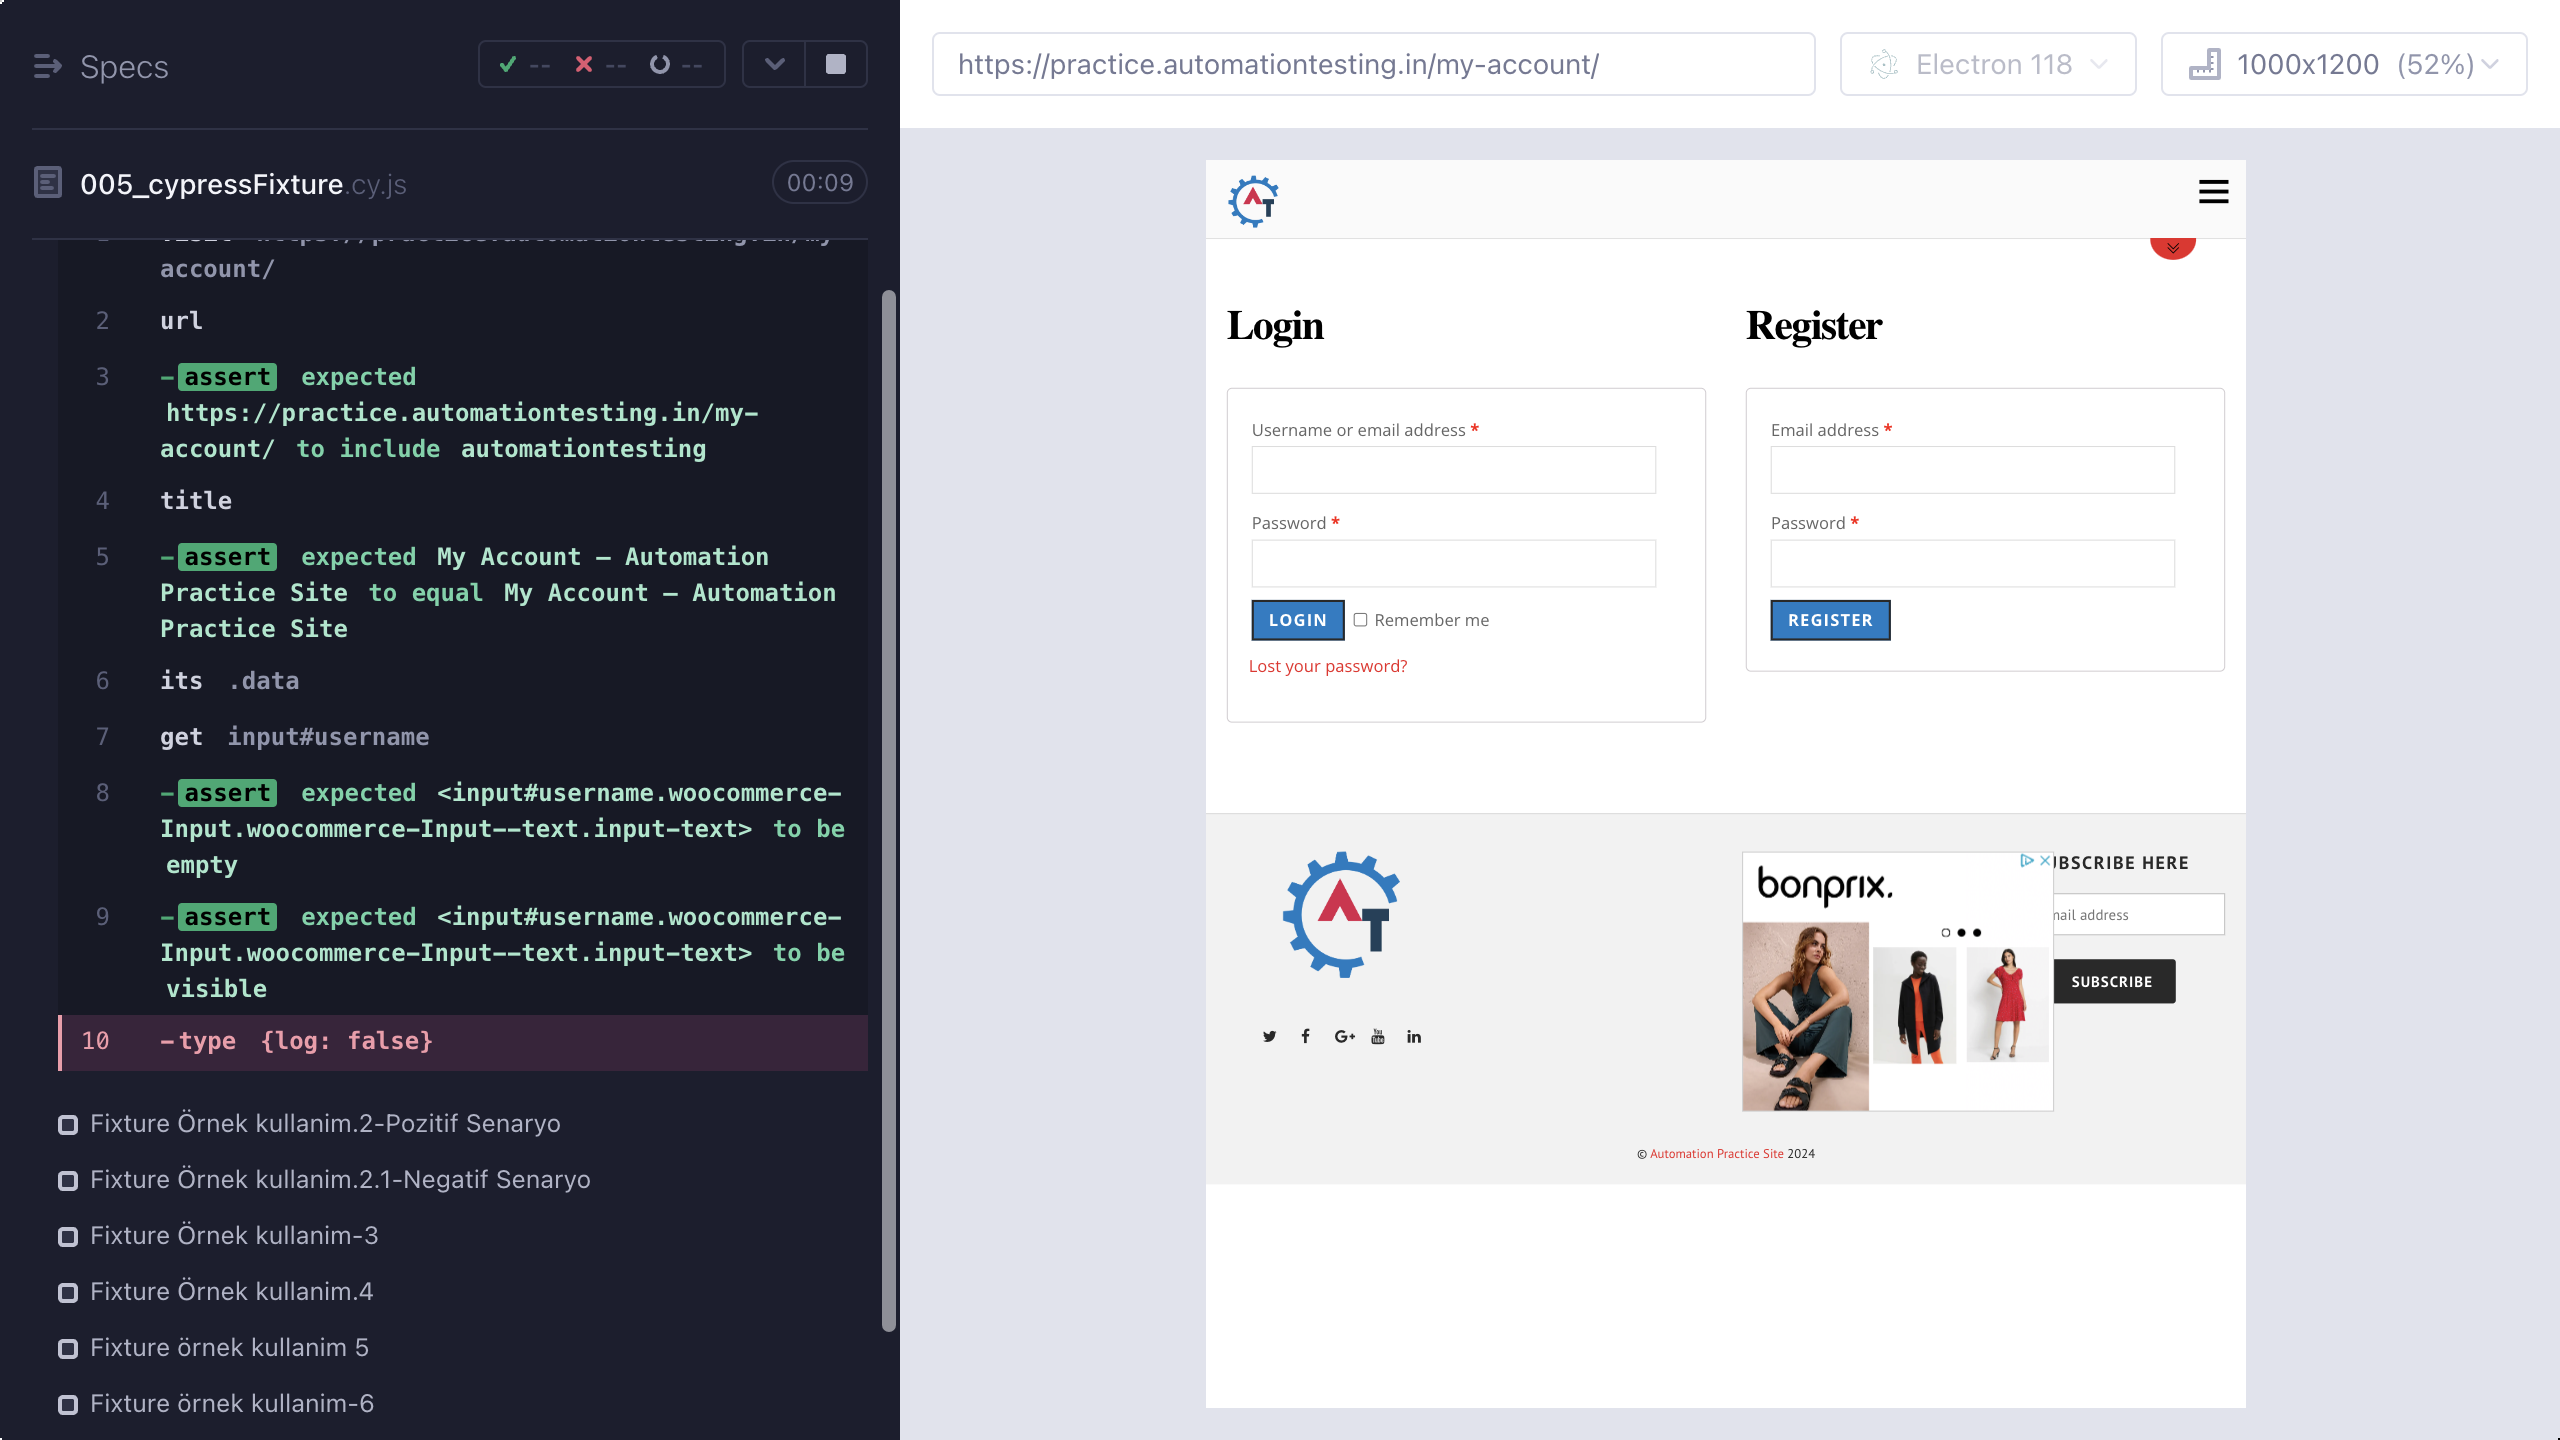 Specs
-- -- --
https://practice.automationtesting.in/my-account/
Electron 118
1000x1200 (52%)
005_cypressFixture.cy.js
00:09
account/
2 url
3 -assert expected
https://practice.automationtesting.in/my-
account/ to include automationtesting
4 title
5 -assert expected My Account – Automation
Practice Site to equal My Account – Automation
Practice Site
6 its .data
7 get input#username
8 -assert expected <input#username.woocommerce-
Input.woocommerce-Input--text.input-text> to be
empty
9 -assert expected <input#username.woocommerce-
Input.woocommerce-Input--text.input-text> to be
visible
10 -type {log: false}
Fixture Örnek kullanim.2-Pozitif Senaryo
Fixture Örnek kullanim.2.1-Negatif Senaryo
Fixture Örnek kullanim-3
Fixture Örnek kullanim.4
Fixture örnek kullanim 5
Fixture örnek kullanim-6
AT
Login
Username or email address *
Password *
LOGIN Remember me
Lost your password?
Register
Email address *
Password *
REGISTER
AT
bonprix.
UBSCRIBE HERE
mail address
SUBSCRIBE
© Automation Practice Site 2024